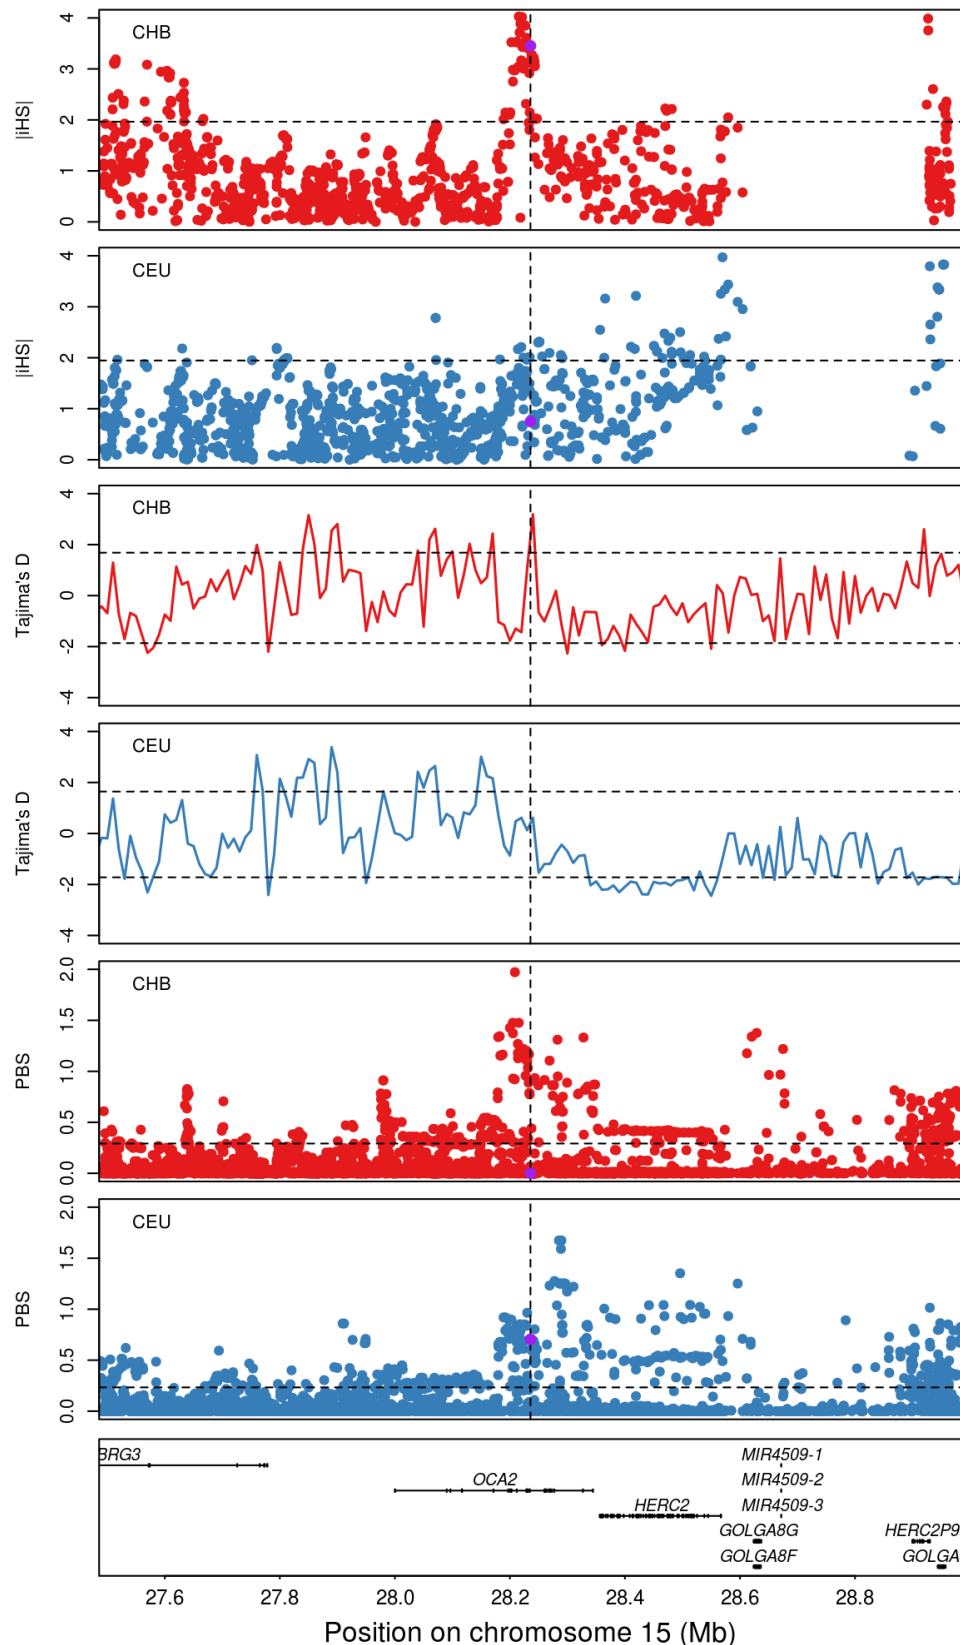 CHB
|iHS|
0 1 2 3 4
CEU
|iHS|
0 1 2 3 4
CHB
Tajima's D
-4 -2 0 2 4
CEU
Tajima's D
-4 -2 0 2 4
CHB
PBS
0.0 0.5 1.0 1.5 2.0
CEU
PBS
0.0 0.5 1.0 1.5 2.0
BRG3 MIR4509-1
OCA2 MIR4509-2
HERC2 MIR4509-3
GOLGA8G HERC2P9
GOLGA8F GOLGA
27.6 27.8 28.0 28.2 28.4 28.6 28.8
Position on chromosome 15 (Mb)